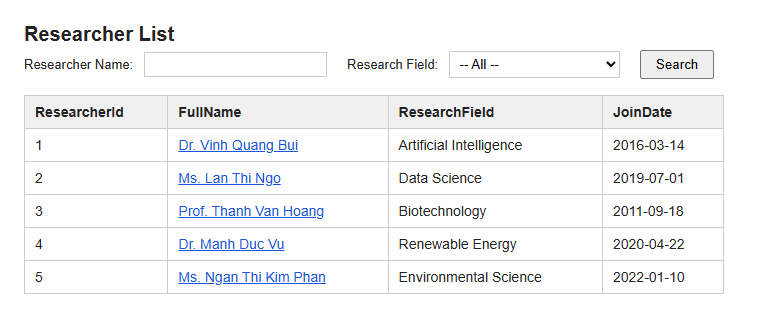 Researcher List
Researcher Name: Research Field: -- All -- Search
ResearcherId FullName ResearchField JoinDate
1 Dr. Vinh Quang Bui Artificial Intelligence 2016-03-14
2 Ms. Lan Thi Ngo Data Science 2019-07-01
3 Prof. Thanh Van Hoang Biotechnology 2011-09-18
4 Dr. Manh Duc Vu Renewable Energy 2020-04-22
5 Ms. Ngan Thi Kim Phan Environmental Science 2022-01-10